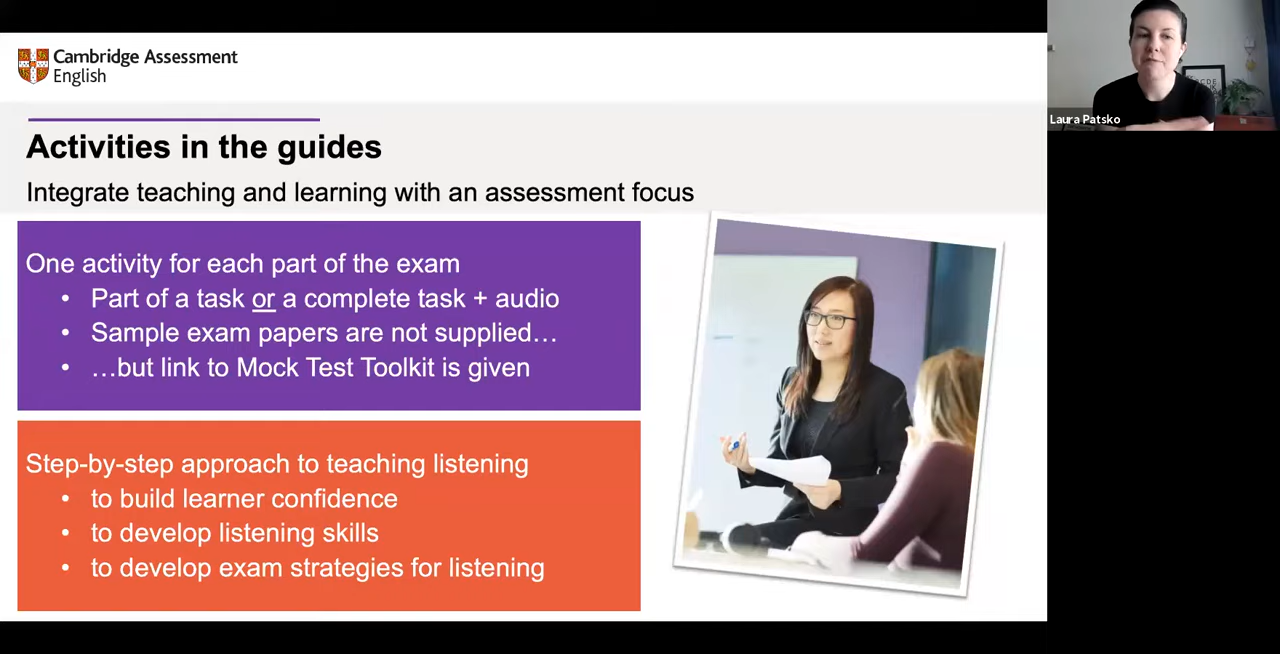 Cambridge Assessment
English
Activities in the guides
Integrate teaching and learning with an assessment focus
One activity for each part of the exam
• Part of a task or a complete task + audio
• Sample exam papers are not supplied…
• …but link to Mock Test Toolkit is given
Step-by-step approach to teaching listening
• to build learner confidence
• to develop listening skills
• to develop exam strategies for listening
Laura Patsko